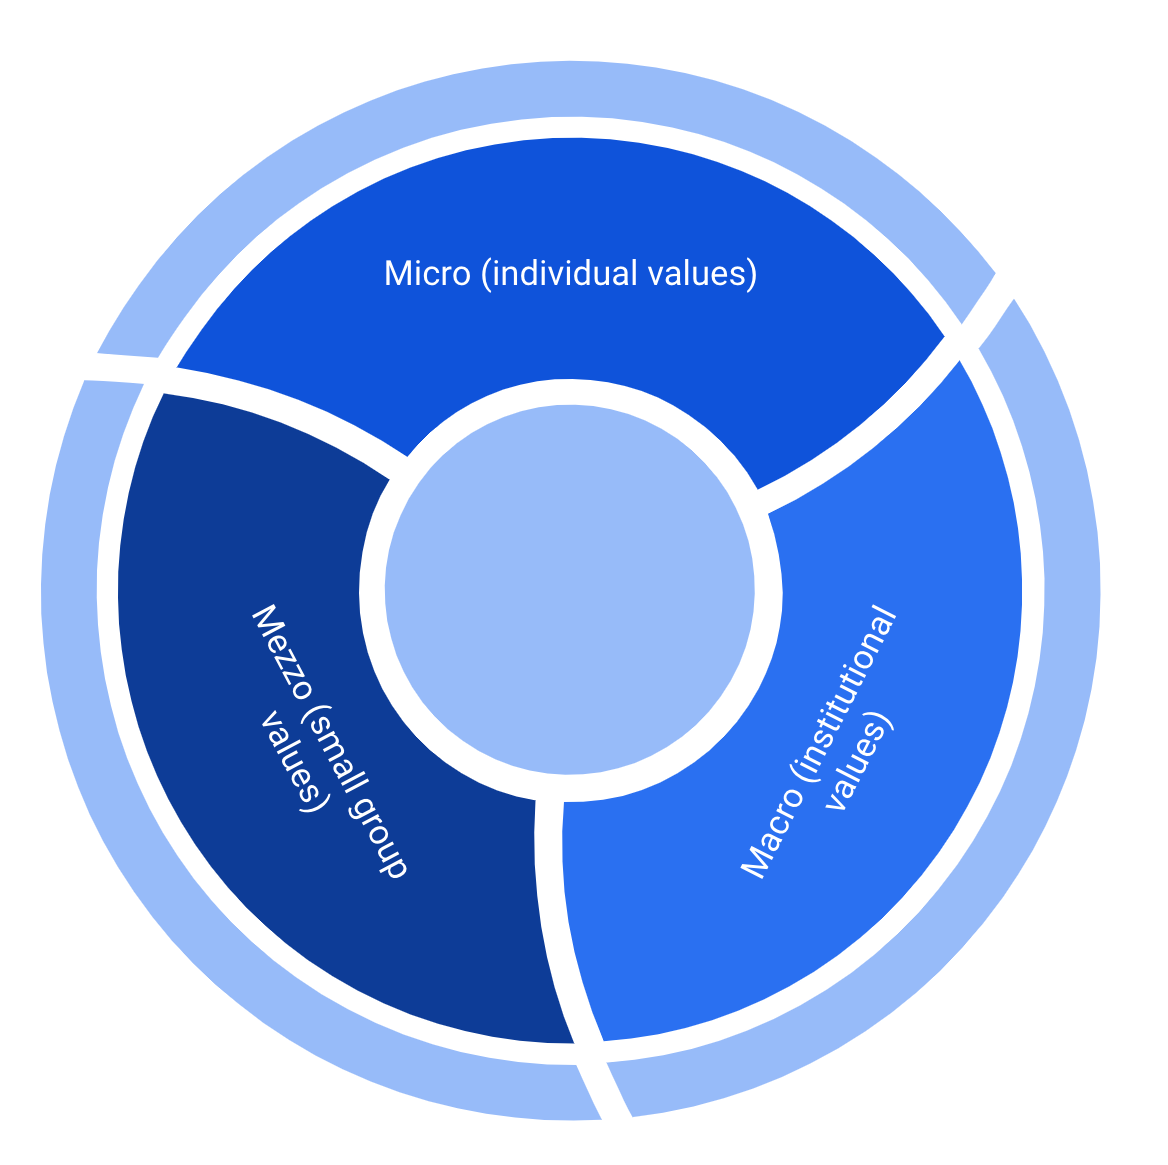 Micro (individual values)
Macro (institutional
values)
Mezzo (small group
values)